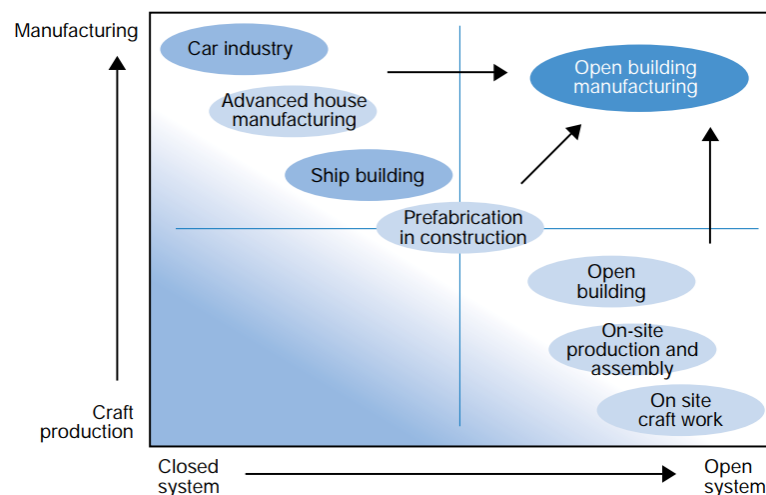 Manufacturing
Car industry
Open building
manufacturing
Advanced house
manufacturing
Ship building
Prefabrication
in construction
Open
building
On-site
production and
assembly
On site
craft work
Craft
production
Closed
system
Open
system